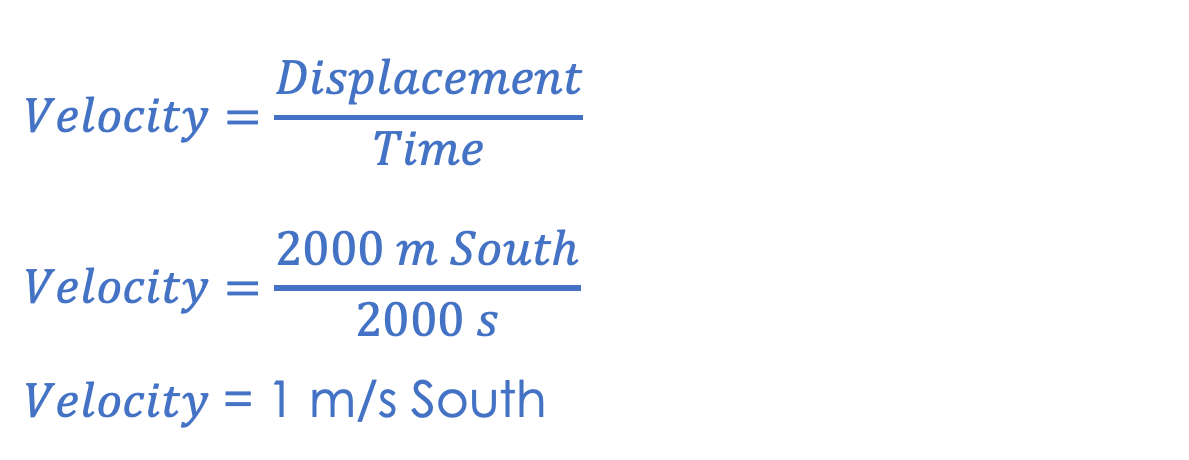 Velocity = Displacement / Time
Velocity = 2000 m South / 2000 s
Velocity = 1 m/s South